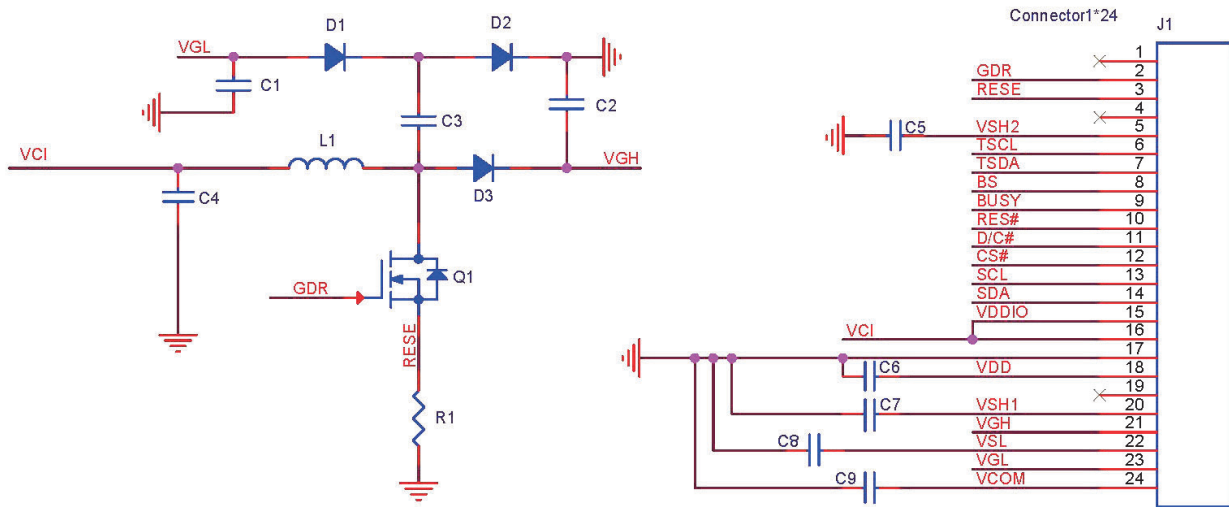 Connector1*24
J1
D1
D2
VGL
C1
C2
C3
L1
VCI
VGH
C4
D3
Q1
GDR
RESE
R1
1
GDR 2
RESE 3
4
C5 VSH2 5
TSCL 6
TSDA 7
BS 8
BUSY 9
RES# 10
D/C# 11
CS# 12
SCL 13
SDA 14
VDDIO 15
VCI 16
17
C6 VDD 18
19
C7 VSH1 20
VGH 21
C8 VSL 22
VGL 23
C9 VCOM 24